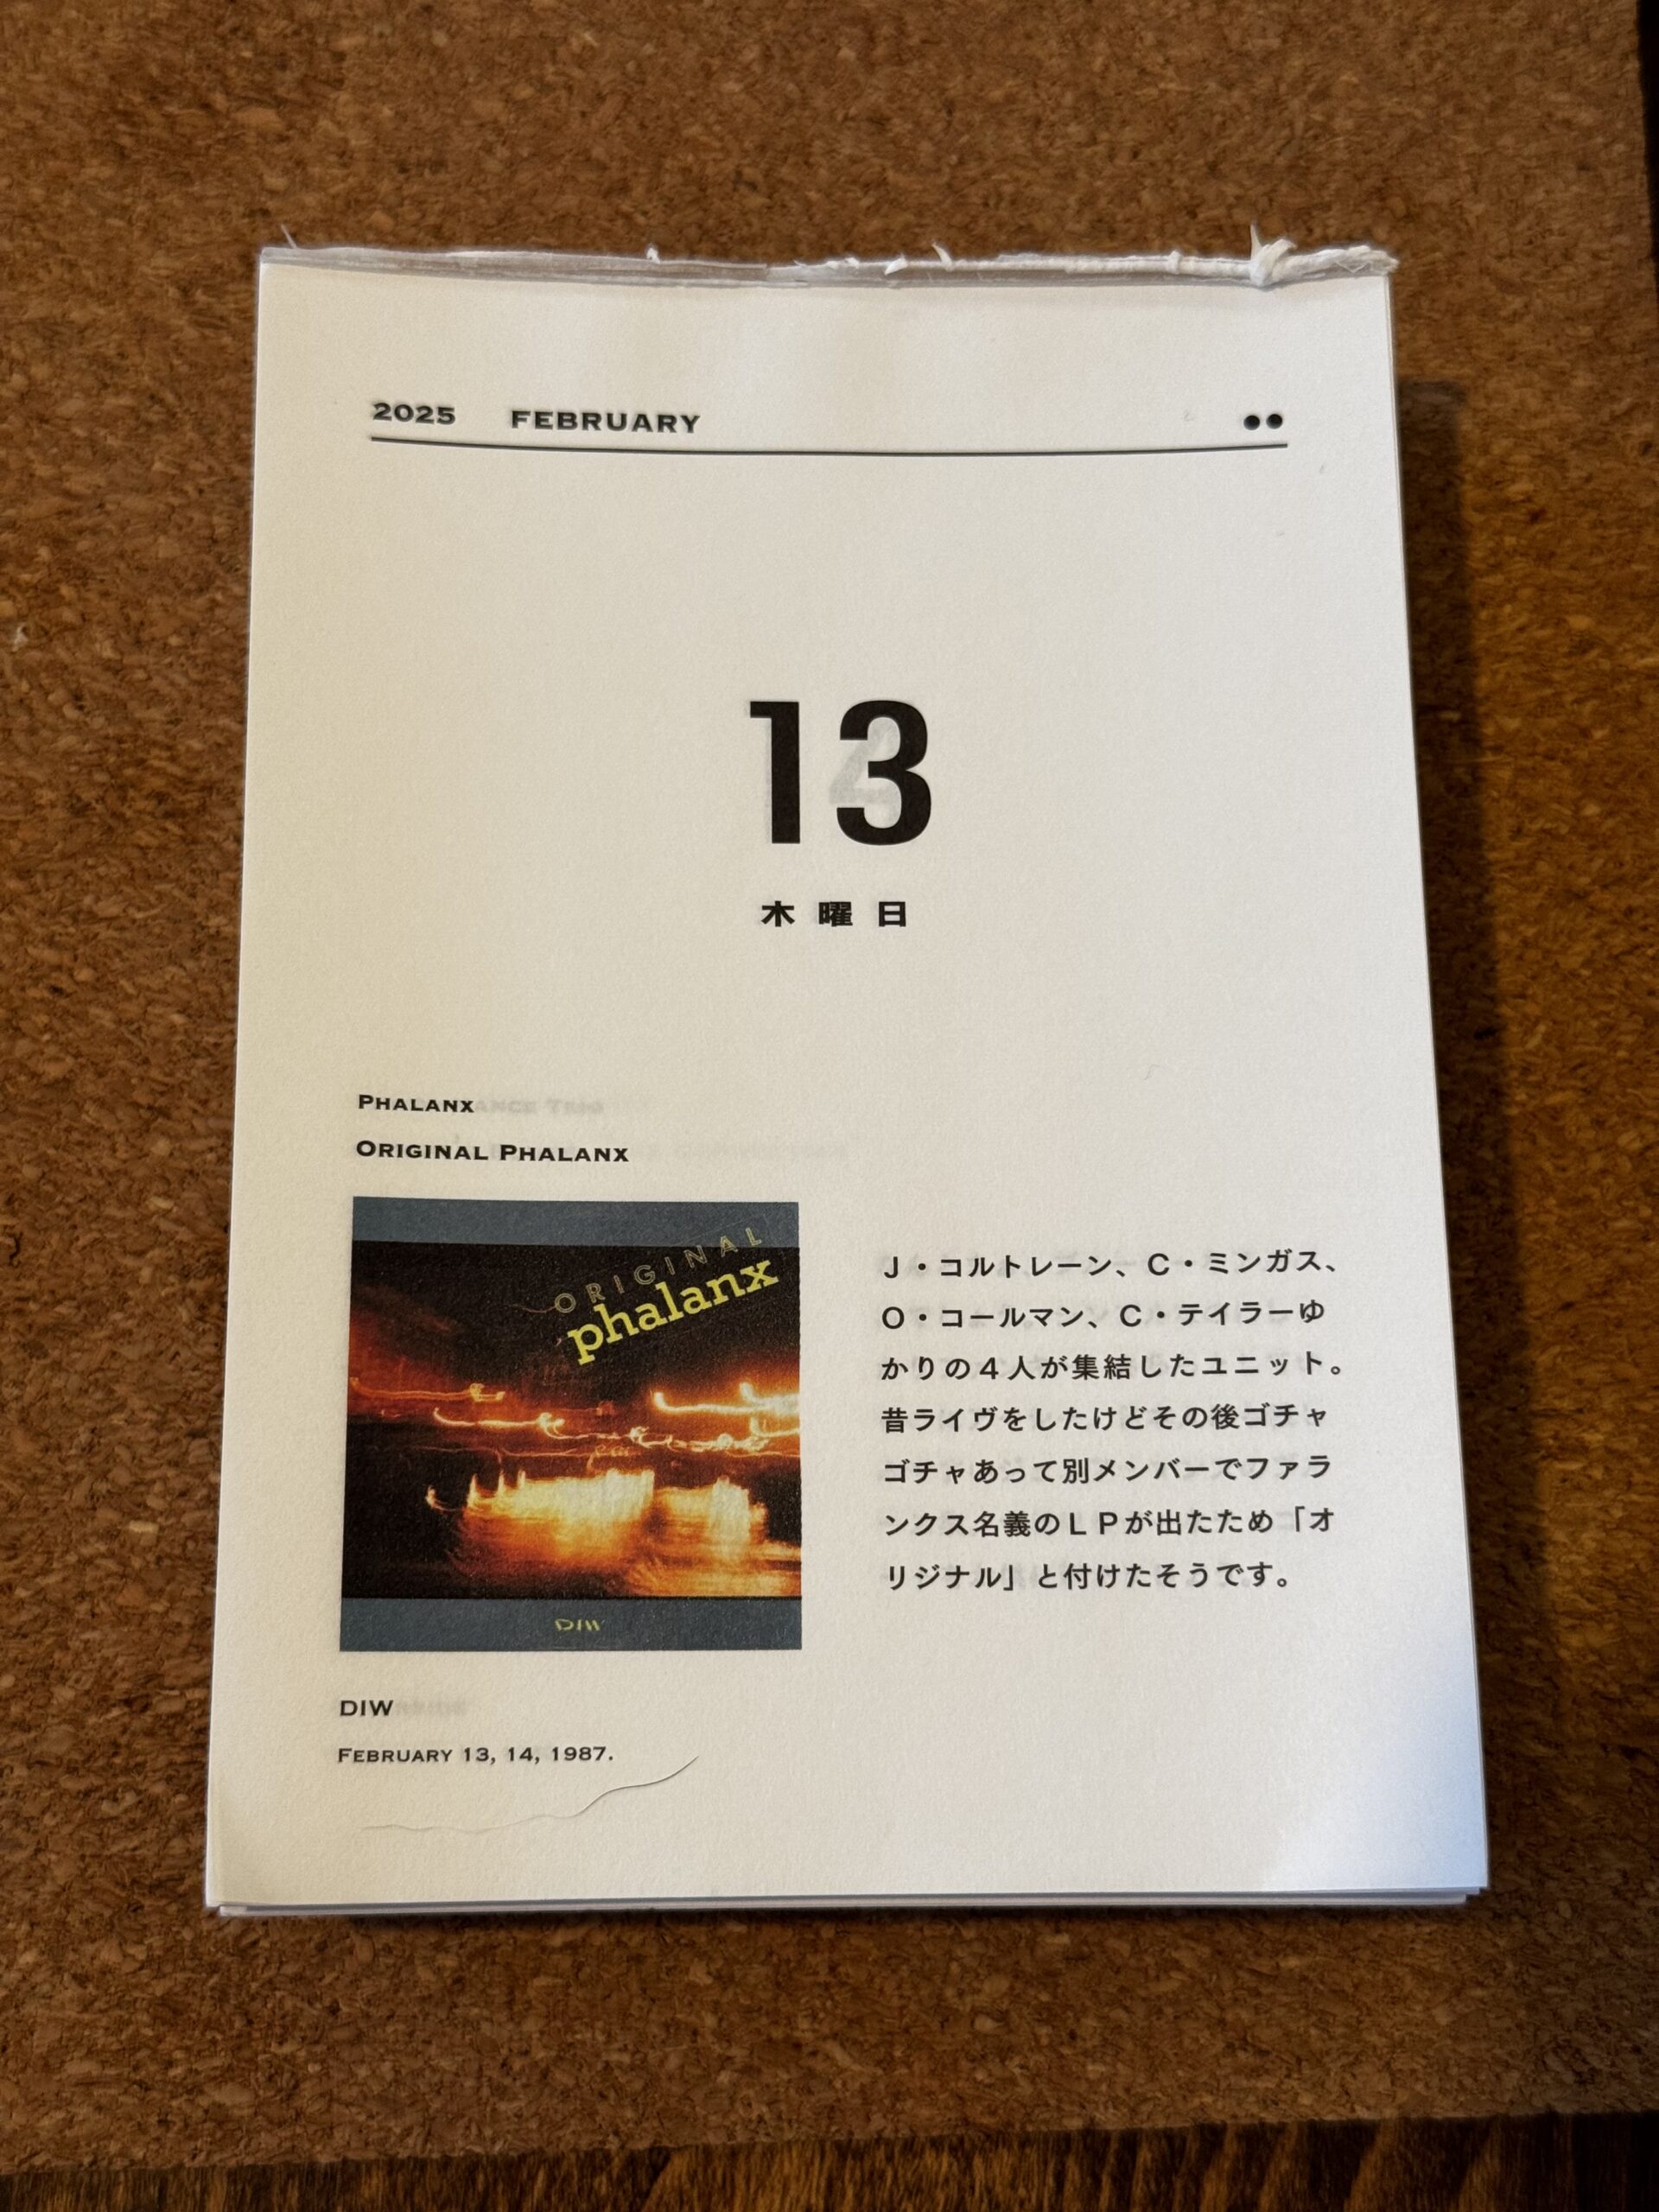 2025 FEBRUARY ●●
13
木曜日
PHALANX
ORIGINAL PHALANX
ORIGINAL
phalanx
DIW
J・コルトレーン、C・ミンガス、
O・コールマン、C・テイラーゆ
かりの4人が集結したユニット。
昔ライヴをしたけどその後ゴチャ
ゴチャあって別メンバーでファラ
ンクス名義のLPが出たため「オ
リジナル」と付けたそうです。
DIW
FEBRUARY 13, 14, 1987.